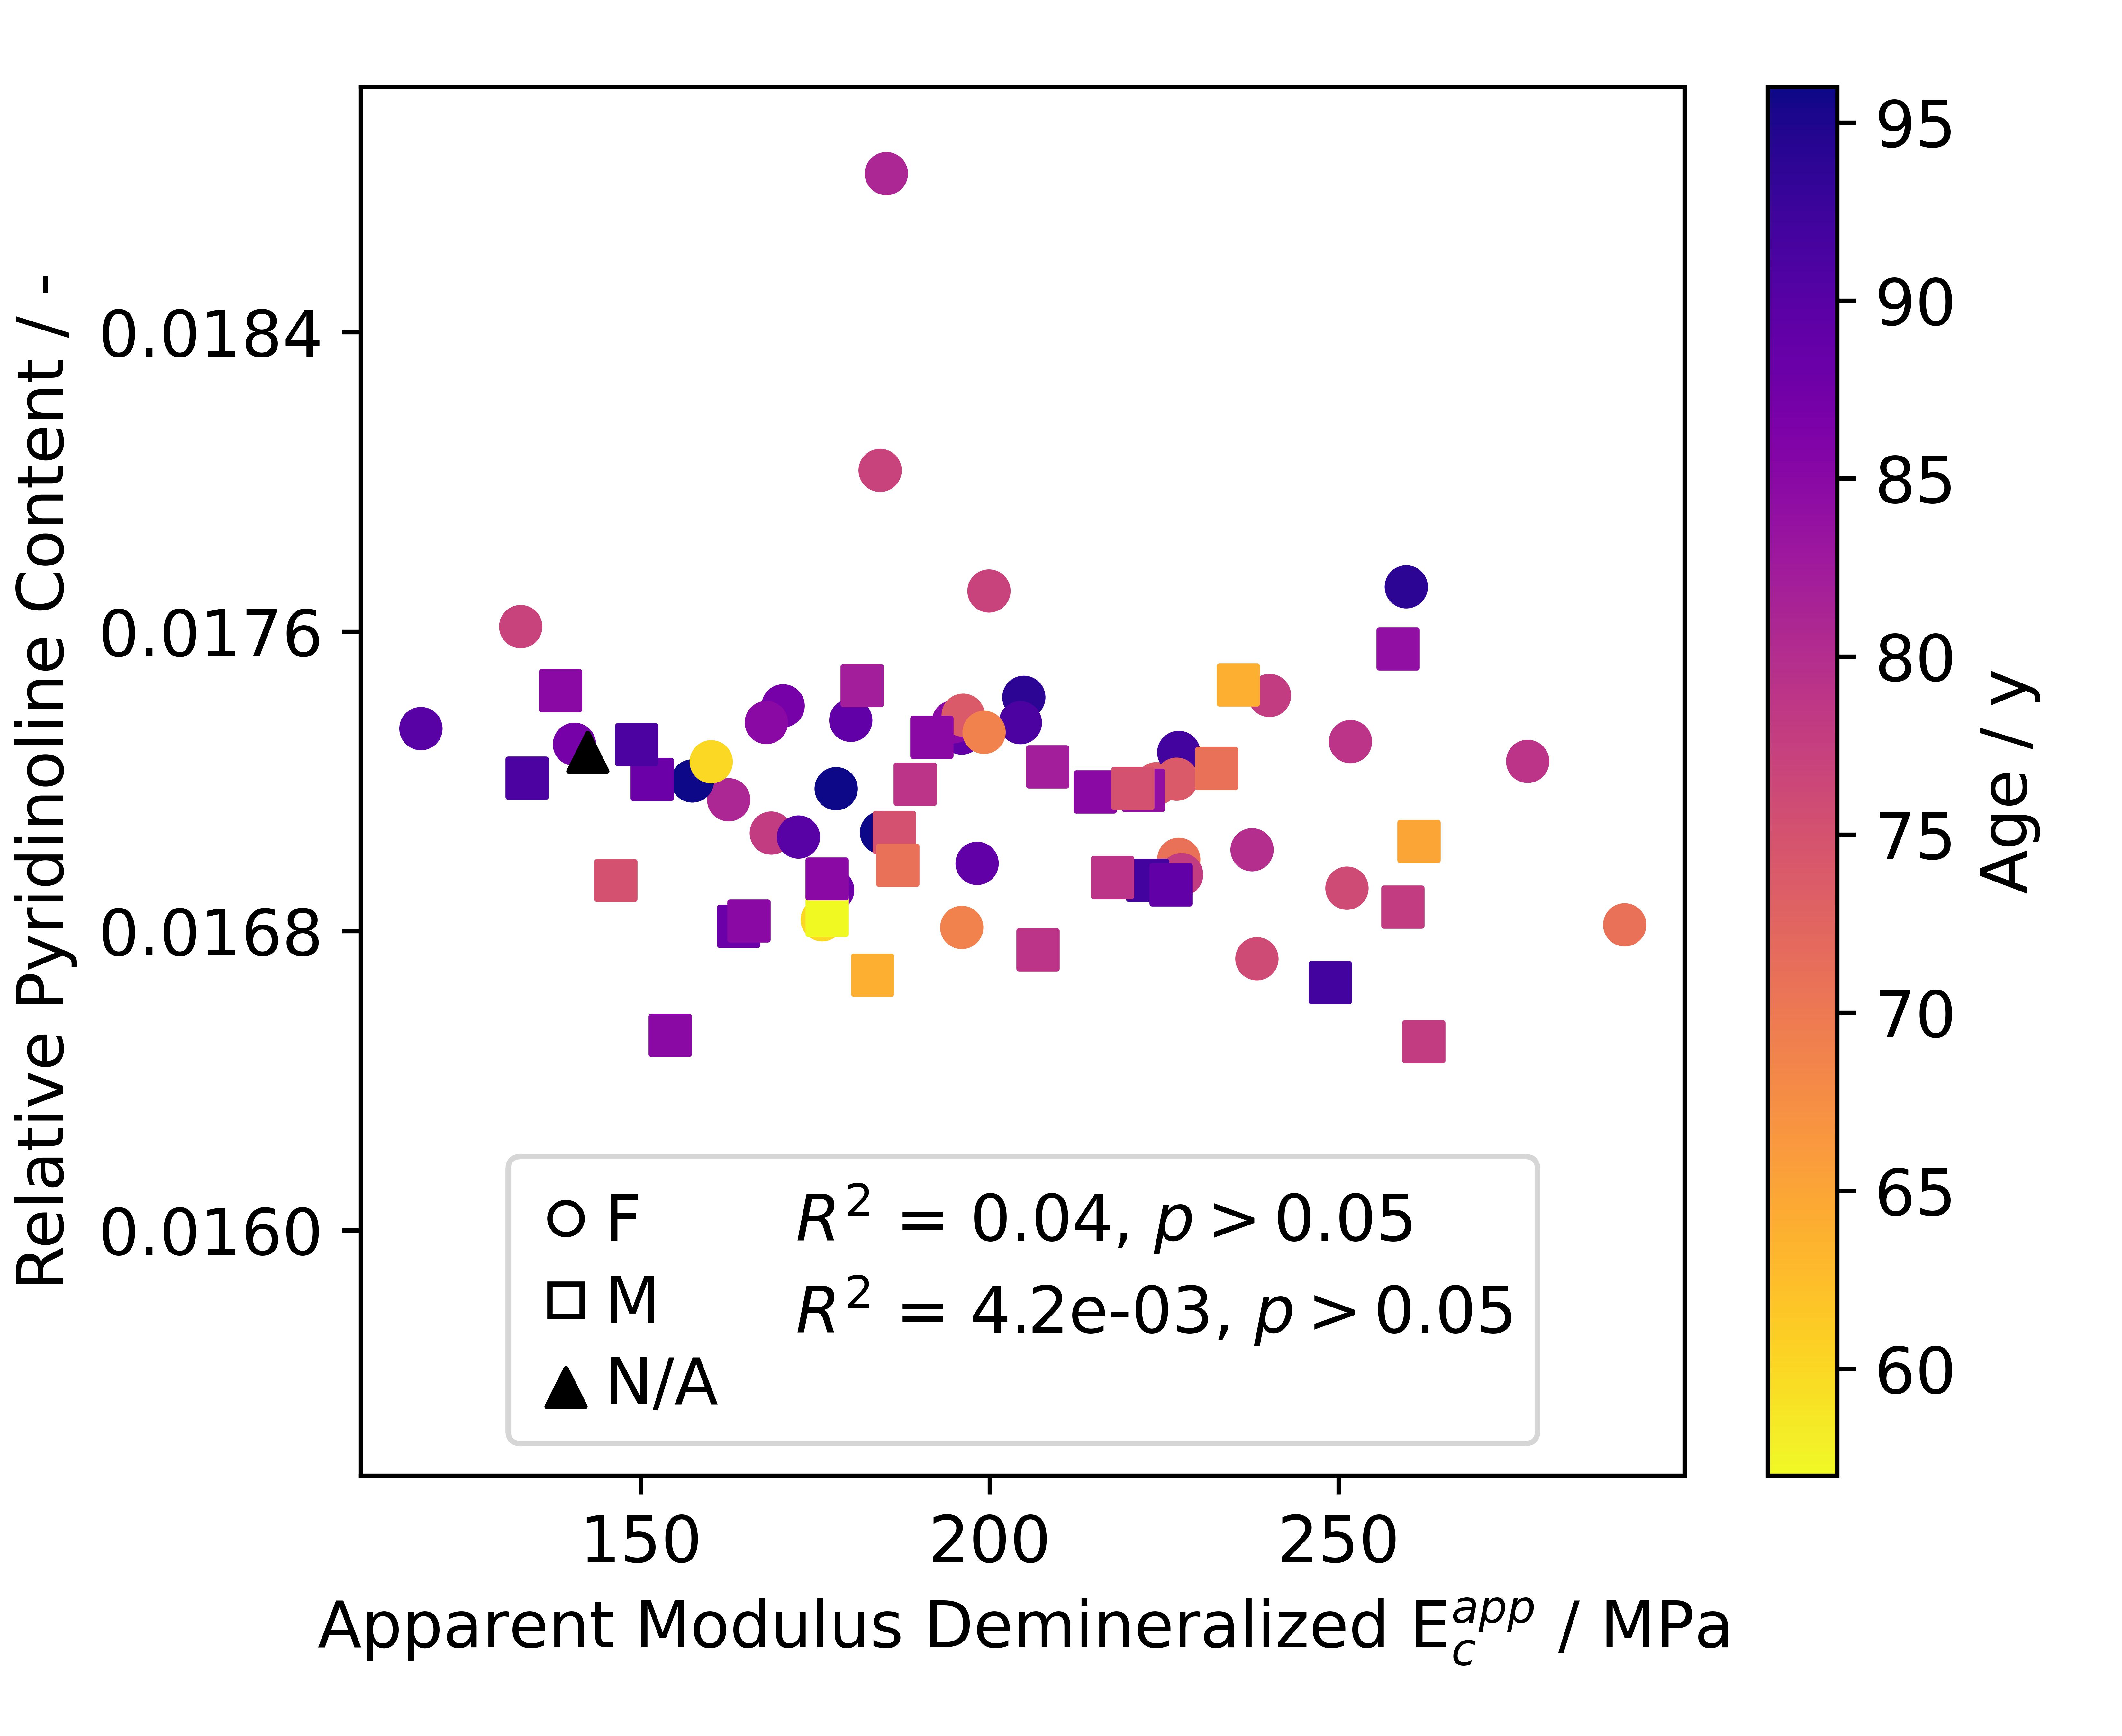 Relative Pyridinoline Content / -
0.0184
0.0176
0.0168
0.0160
F R² = 0.04, p > 0.05
M R² = 4.2e-03, p > 0.05
N/A
150 200 250
Apparent Modulus Demineralized E_c^app / MPa
95
90
85
80
75
70
65
60
Age / y